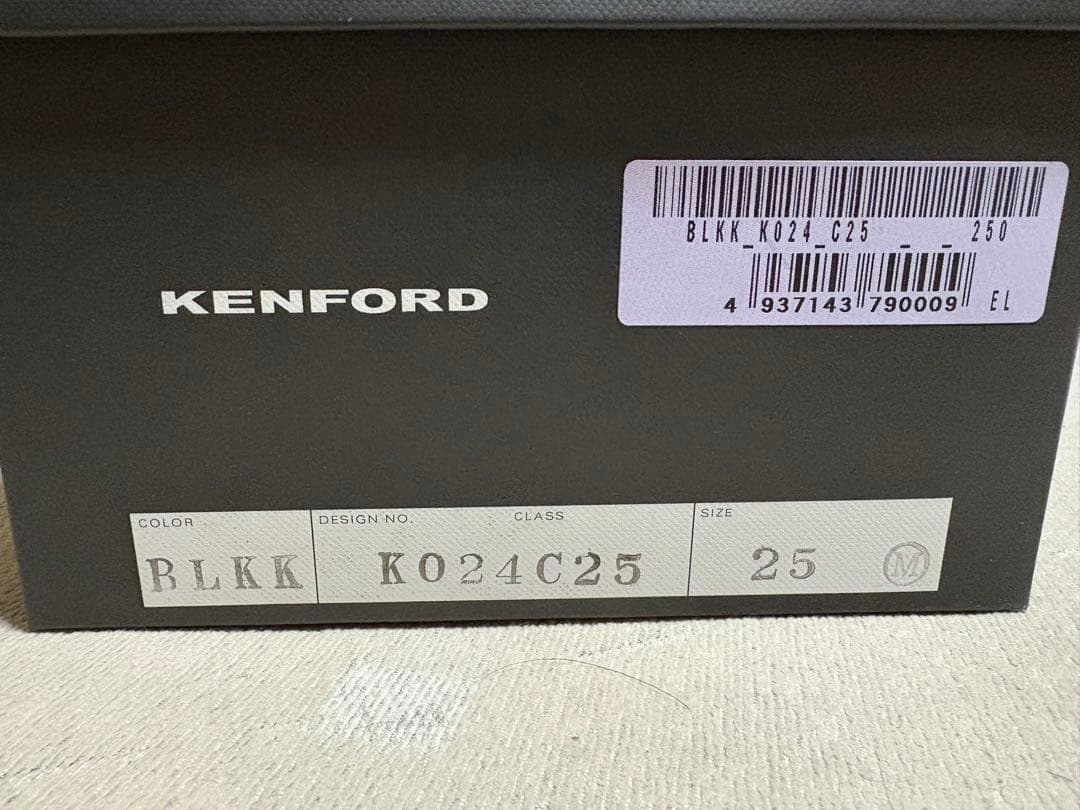 BLKK_K024_C25 _ _ 250
4 937143 790009 EL
KENFORD
COLOR DESIGN NO. CLASS SIZE
BLKK K024C25 25 M